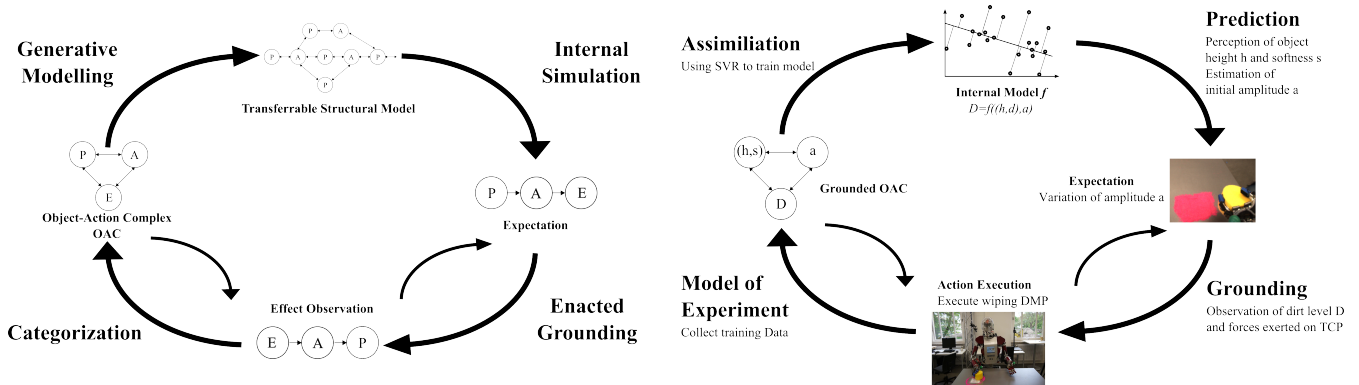 Generative
Modelling
P
A
P
A
P
A
P
P
Transferrable Structural Model
Internal
Simulation
P
A
E
Object-Action Complex
OAC
P
A
E
Expectation
Effect Observation
E
A
P
Categorization
Enacted
Grounding
Assimiliation
Using SVR to train model
Internal Model f
D=f((h,d),a)
Prediction
Perception of object
height h and softness s
Estimation of
initial amplitude a
(h,s)
a
D
Grounded OAC
Expectation
Variation of amplitude a
Model of
Experiment
Collect training Data
Action Execution
Execute wiping DMP
Grounding
Observation of dirt level D
and forces exerted on TCP